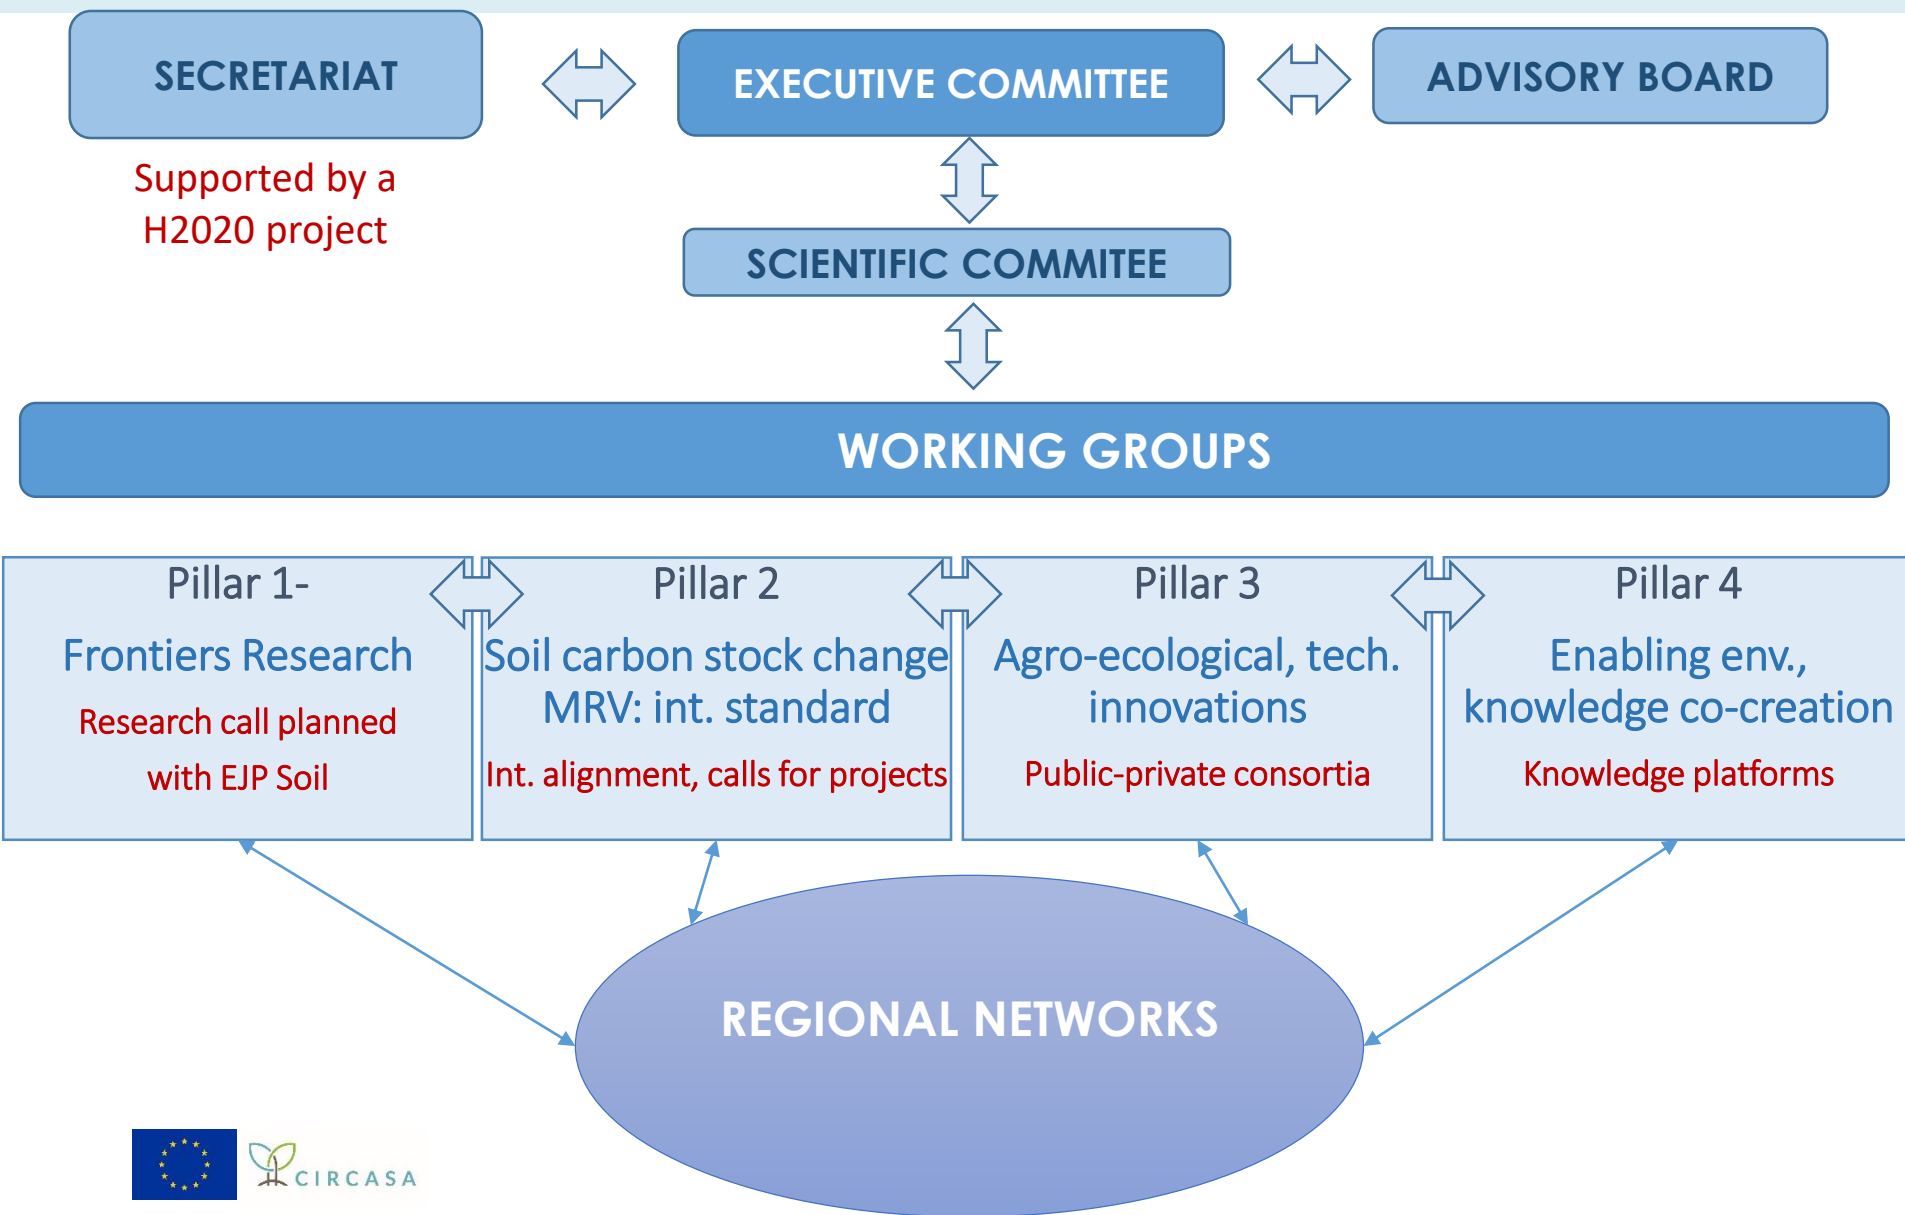 SECRETARIAT
EXECUTIVE COMMITTEE
ADVISORY BOARD
Supported by a
H2020 project
SCIENTIFIC COMMITEE
WORKING GROUPS
Pillar 1-
Frontiers Research
Research call planned
with EJP Soil
Pillar 2
Soil carbon stock change
MRV: int. standard
Int. alignment, calls for projects
Pillar 3
Agro-ecological, tech.
innovations
Public-private consortia
Pillar 4
Enabling env.,
knowledge co-creation
Knowledge platforms
REGIONAL NETWORKS
CIRCASA